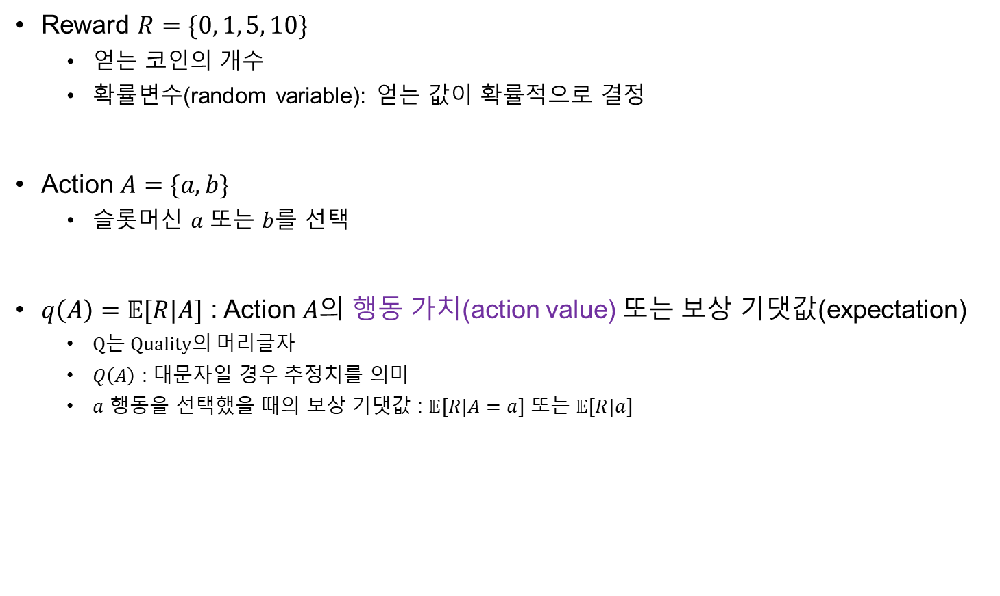 • Reward R = {0, 1, 5, 10}
• 얻는 코인의 개수
• 확률변수(random variable): 얻는 값이 확률적으로 결정
• Action A = {a, b}
• 슬롯머신 a 또는 b를 선택
• q(A) = 𝔼[R|A] : Action A의 행동 가치(action value) 또는 보상 기댓값(expectation)
• Q는 Quality의 머리글자
• Q(A) : 대문자일 경우 추정치를 의미
• a 행동을 선택했을 때의 보상 기댓값 : 𝔼[R|A = a] 또는 𝔼[R|a]